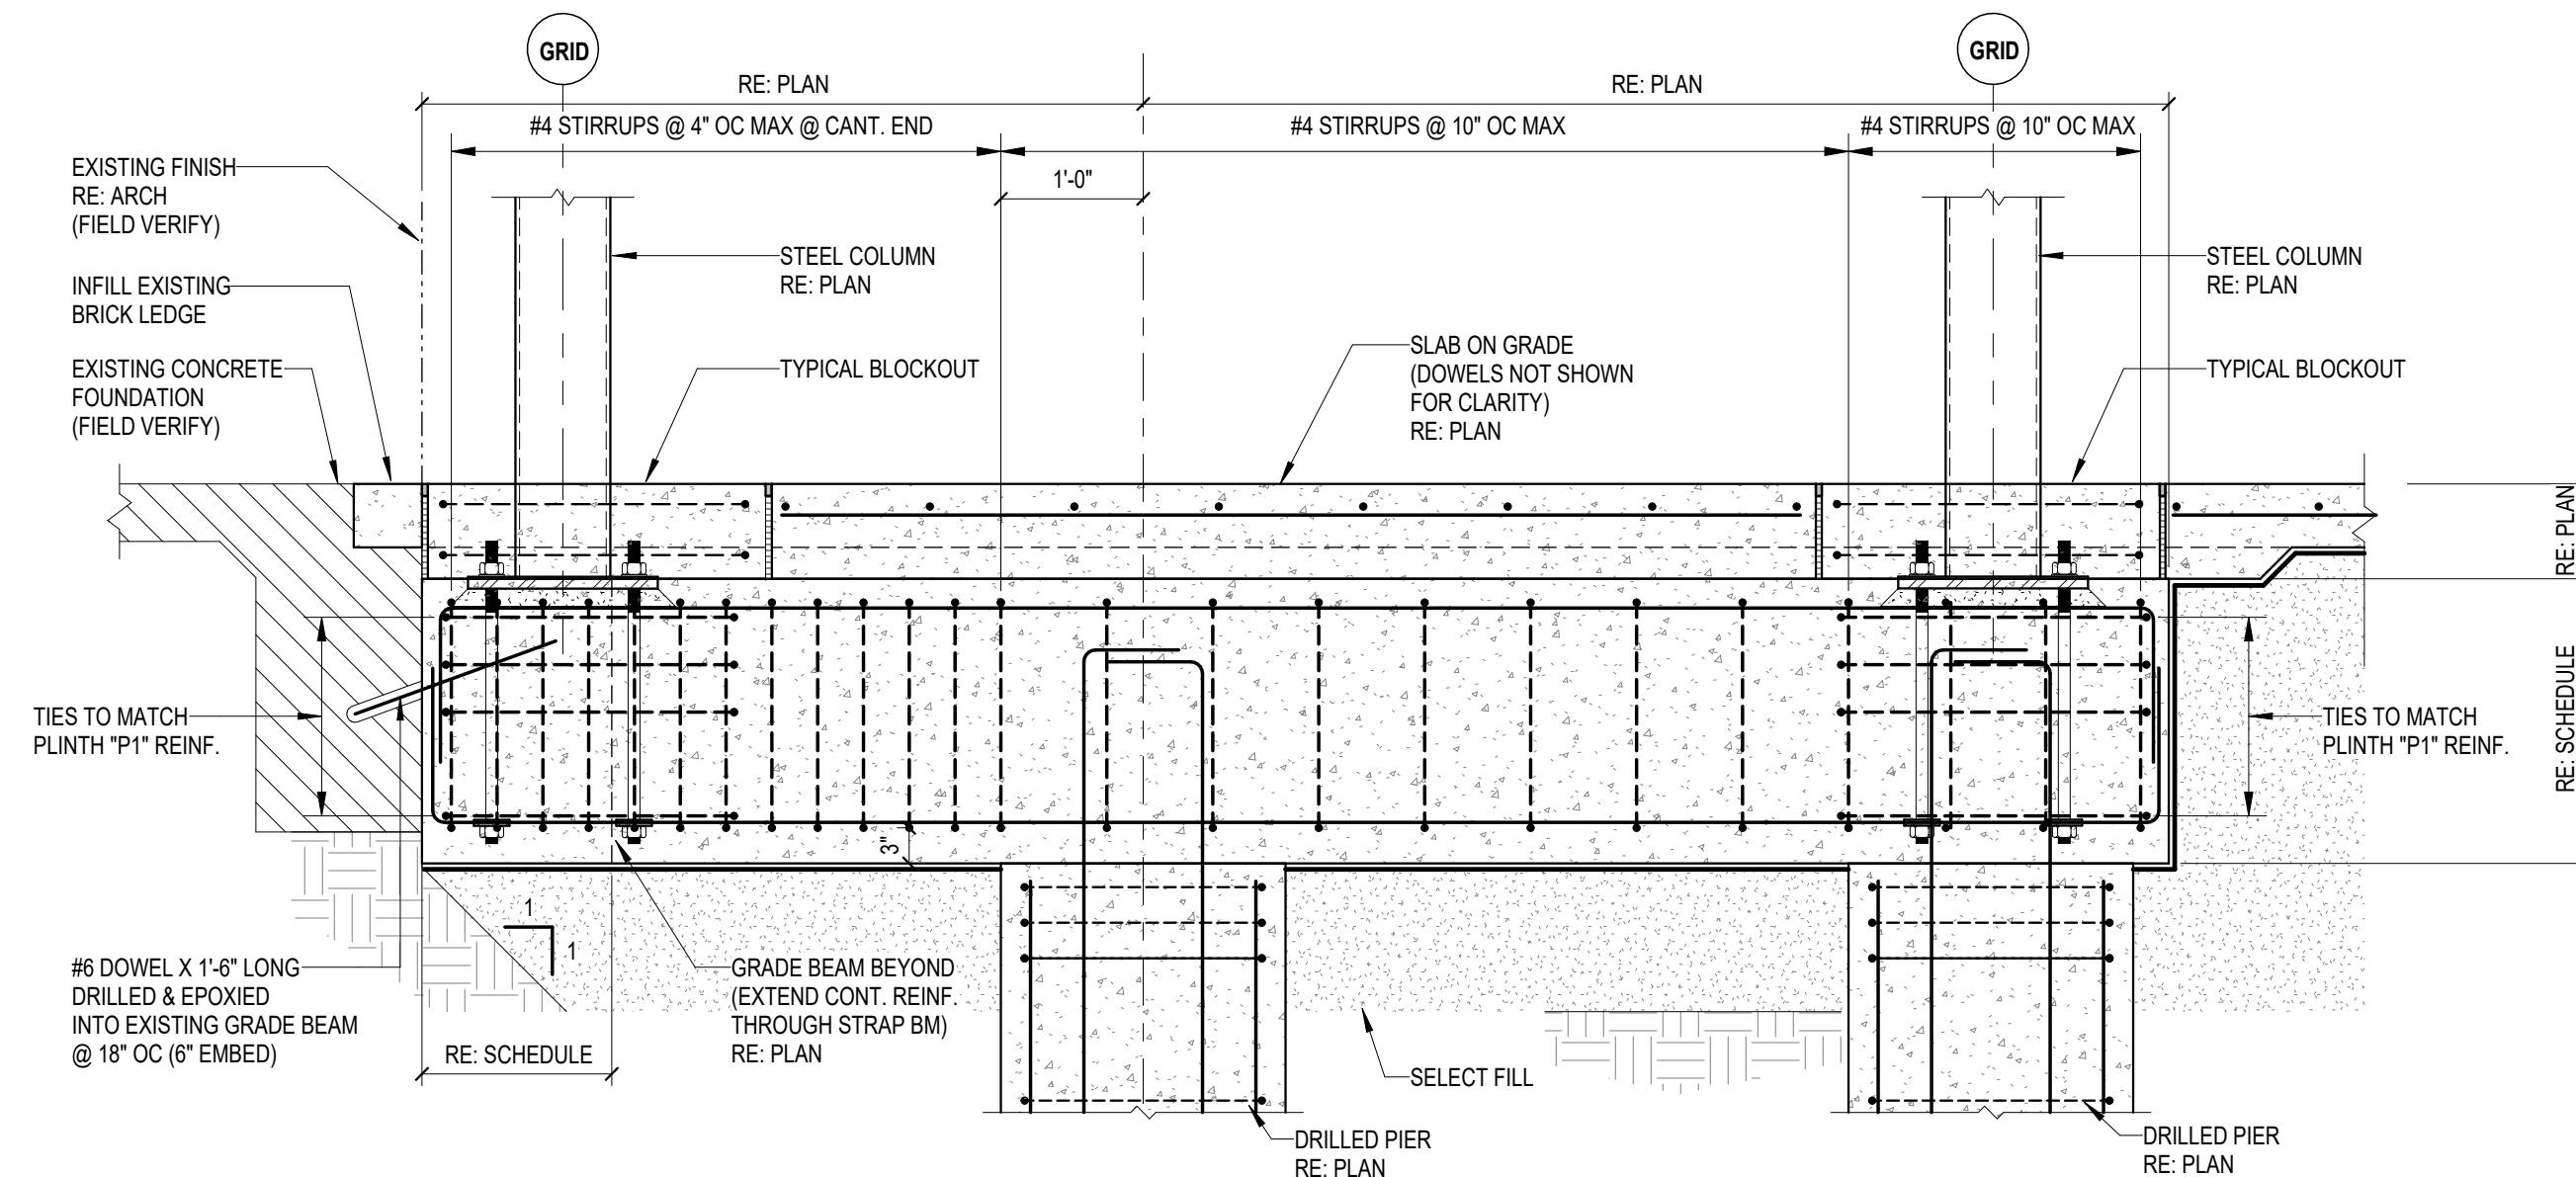 GRID
GRID
RE: PLAN
RE: PLAN
#4 STIRRUPS @ 4" OC MAX @ CANT. END
#4 STIRRUPS @ 10" OC MAX
#4 STIRRUPS @ 10" OC MAX
1'-0"
EXISTING FINISH
RE: ARCH
(FIELD VERIFY)
INFILL EXISTING
BRICK LEDGE
EXISTING CONCRETE
FOUNDATION
(FIELD VERIFY)
STEEL COLUMN
RE: PLAN
TYPICAL BLOCKOUT
SLAB ON GRADE
(DOWELS NOT SHOWN
FOR CLARITY)
RE: PLAN
STEEL COLUMN
RE: PLAN
TYPICAL BLOCKOUT
RE: PLAN
RE: SCHEDULE
TIES TO MATCH
PLINTH "P1" REINF.
TIES TO MATCH
PLINTH "P1" REINF.
3"
1
1
#6 DOWEL X 1'-6" LONG
DRILLED & EPOXIED
INTO EXISTING GRADE BEAM
@ 18" OC (6" EMBED)
RE: SCHEDULE
GRADE BEAM BEYOND
(EXTEND CONT. REINF.
THROUGH STRAP BM)
RE: PLAN
SELECT FILL
DRILLED PIER
RE: PLAN
DRILLED PIER
RE: PLAN